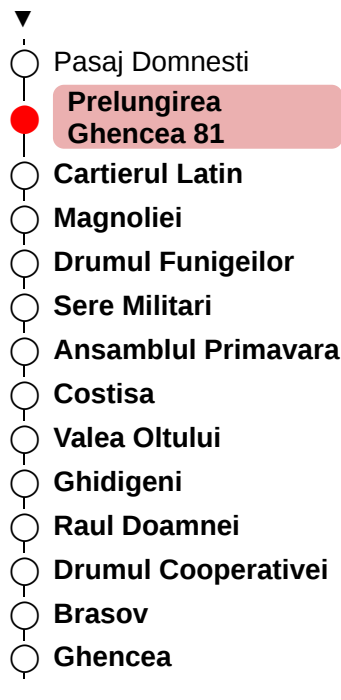 Pasaj Domnesti
Prelungirea
Ghencea 81
Cartierul Latin
Magnoliei
Drumul Funigeilor
Sere Militari
Ansamblul Primavara
Costisa
Valea Oltului
Ghidigeni
Raul Doamnei
Drumul Cooperativei
Brasov
Ghencea